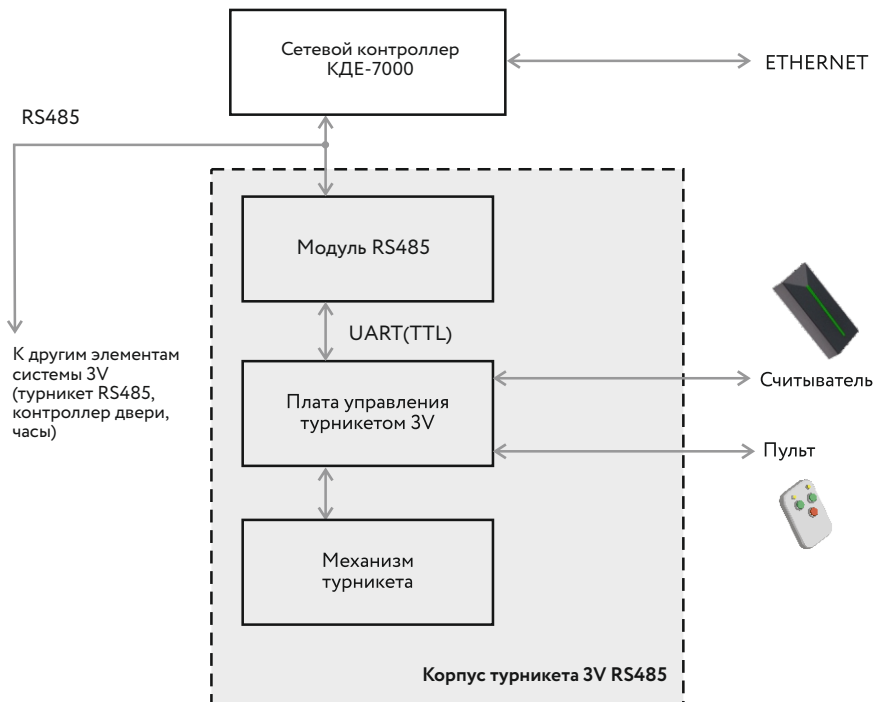 Сетевой контроллер
КДЕ-7000
ETHERNET
RS485
Модуль RS485
UART(TTL)
К другим элементам
системы 3V
(турникет RS485,
контроллер двери,
часы)
Плата управления
турникетом 3V
Считыватель
Пульт
Механизм
турникета
Корпус турникета 3V RS485